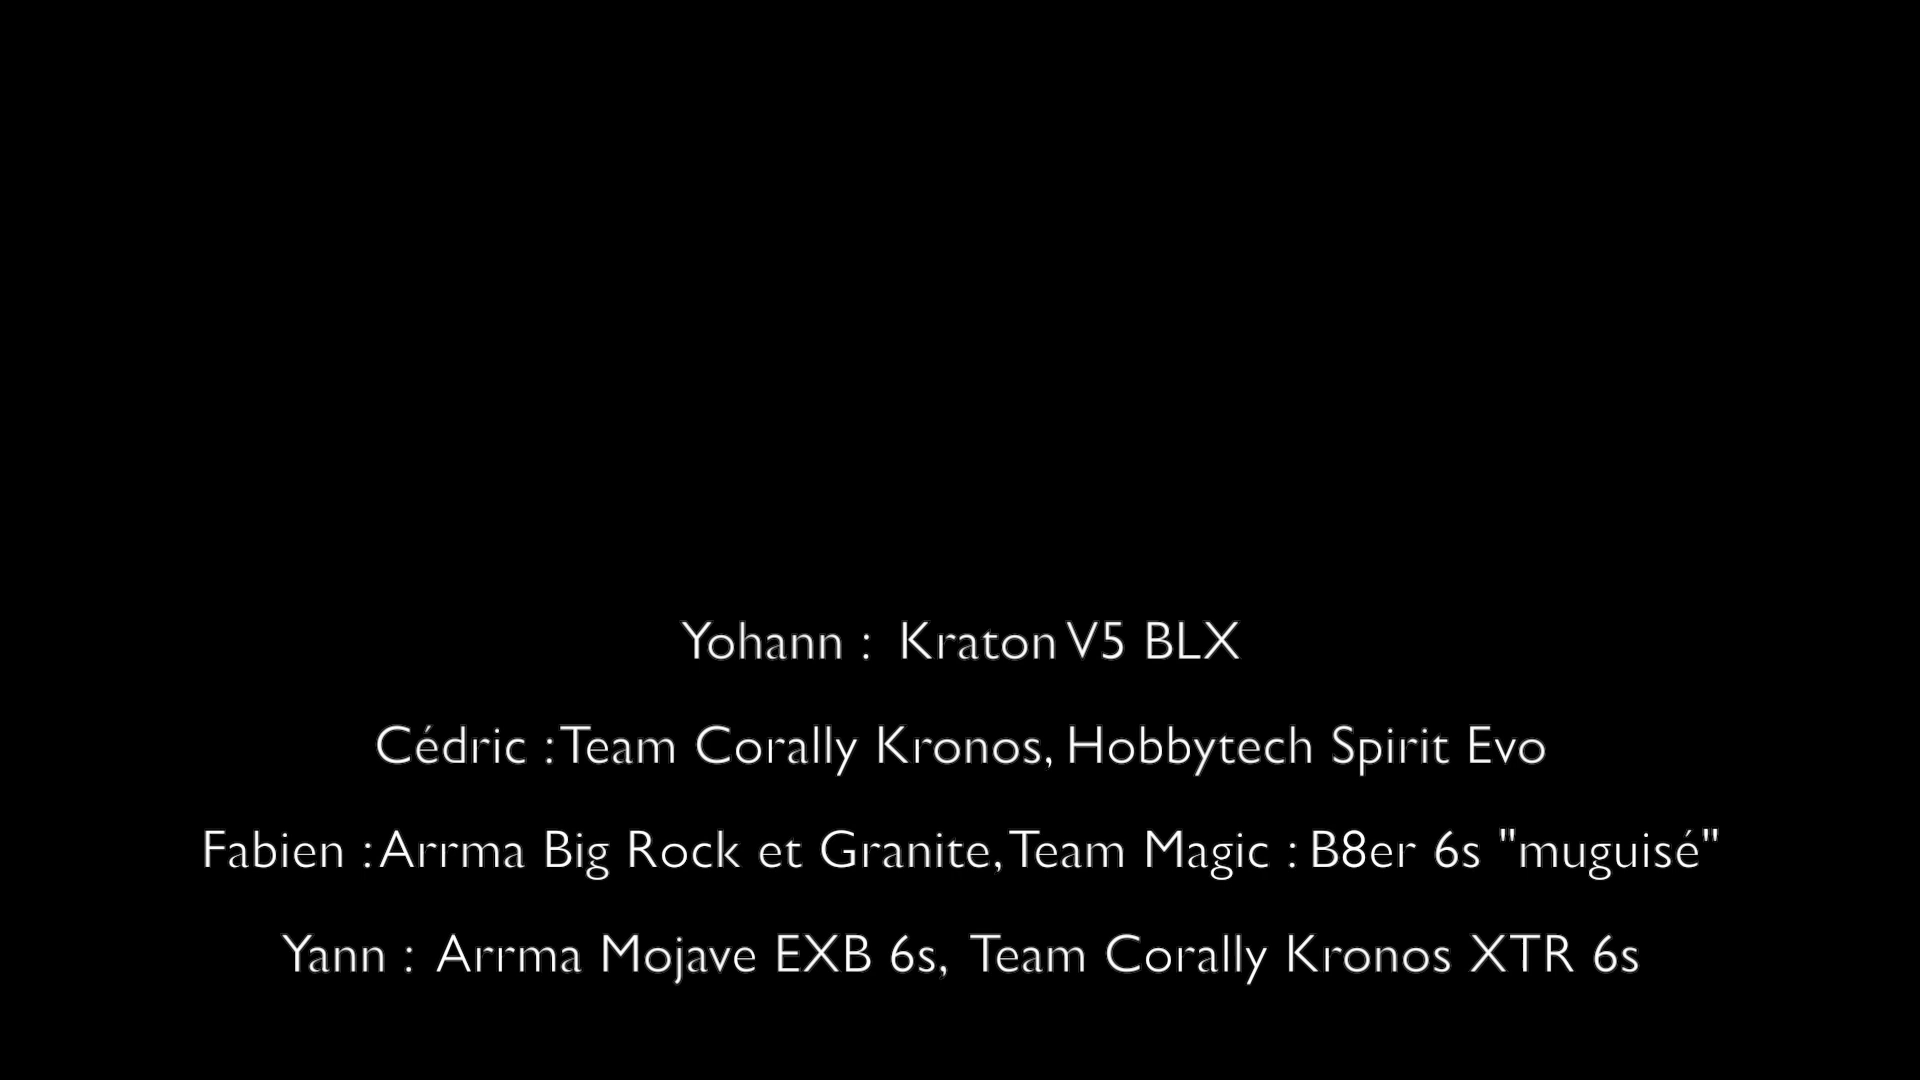 Yohann : Kraton V5 BLX
Cédric : Team Corally Kronos, Hobbytech Spirit Evo
Fabien : Arrma Big Rock et Granite, Team Magic : B8er 6s "muguisé"
Yann : Arrma Mojave EXB 6s, Team Corally Kronos XTR 6s